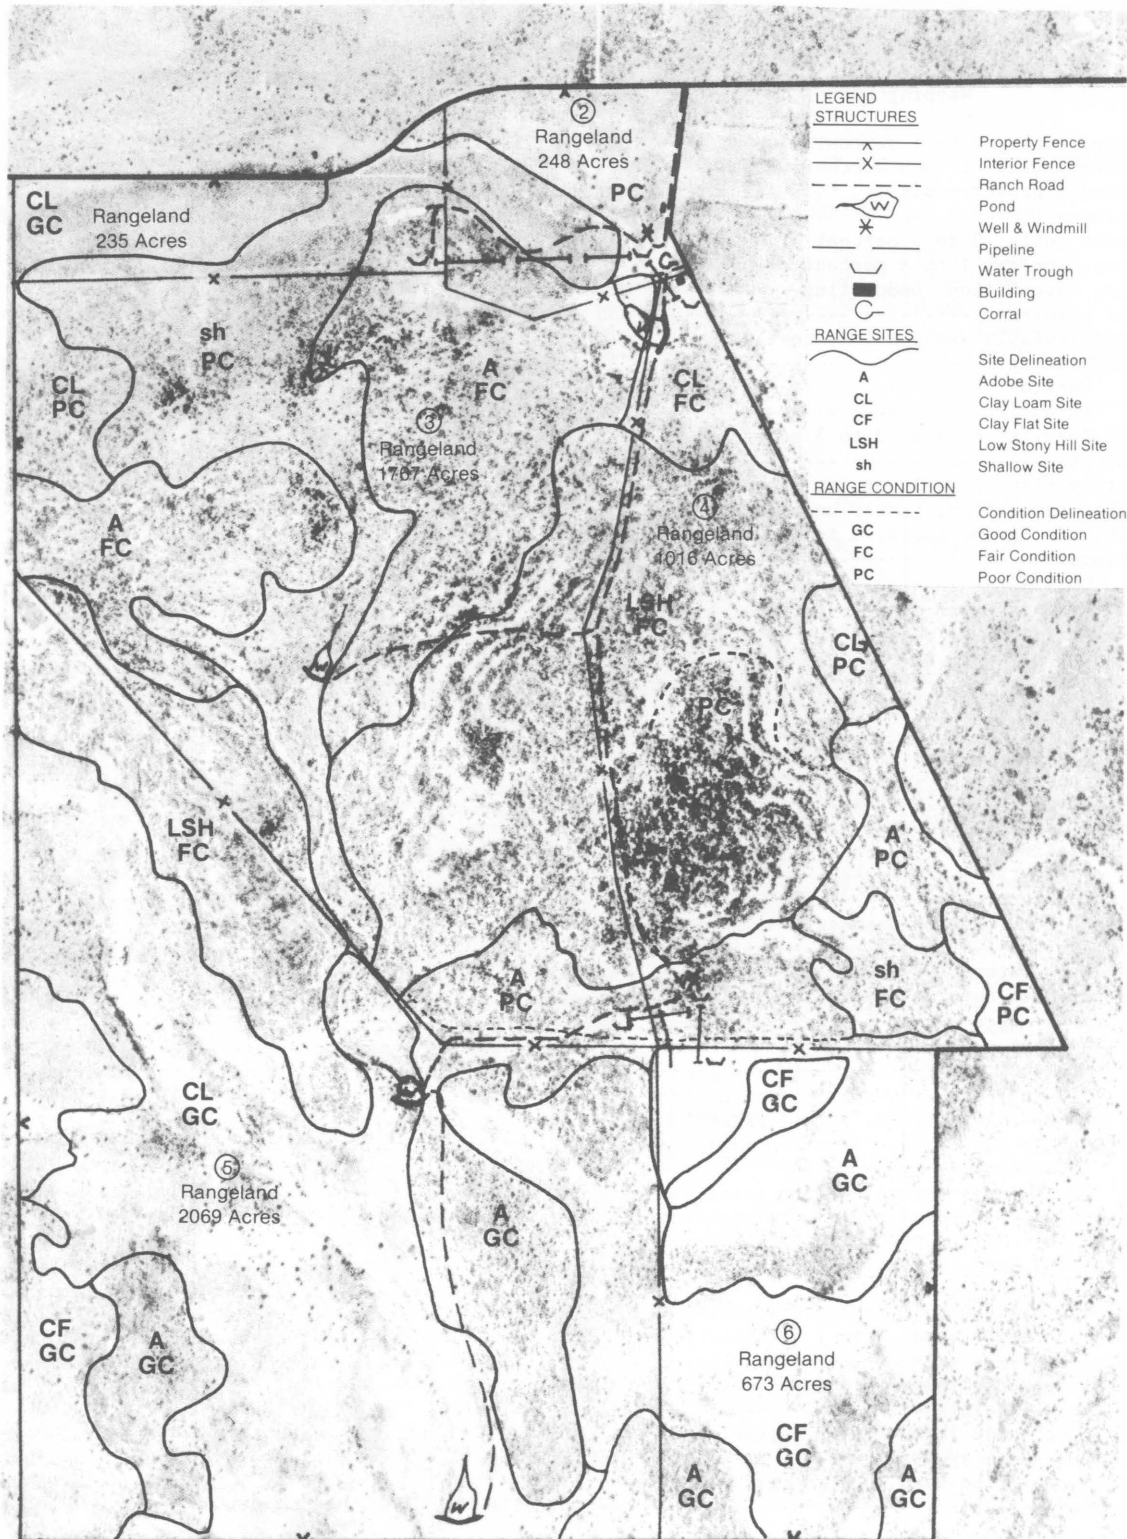 LEGEND
STRUCTURES
Property Fence
Interior Fence
Ranch Road
W Pond
Well & Windmill
Pipeline
Water Trough
Building
Corral
RANGE SITES
Site Delineation
A Adobe Site
CL Clay Loam Site
CF Clay Flat Site
LSH Low Stony Hill Site
sh Shallow Site
RANGE CONDITION
Condition Delineation
GC Good Condition
FC Fair Condition
PC Poor Condition
2
Rangeland
248 Acres
PC
CL
GC
Rangeland
235 Acres
sh
PC
CL
PC
A
FC
3
Rangeland
1767 Acres
CL
FC
4
Rangeland
1016 Acres
A
FC
LSH
FC
CL
PC
W
PC
LSH
FC
A
PC
A
PC
sh
FC
CF
PC
CF
GC
CL
GC
5
Rangeland
2069 Acres
A
GC
A
GC
CF
GC
A
GC
6
Rangeland
673 Acres
CF
GC
A
GC
A
GC
W